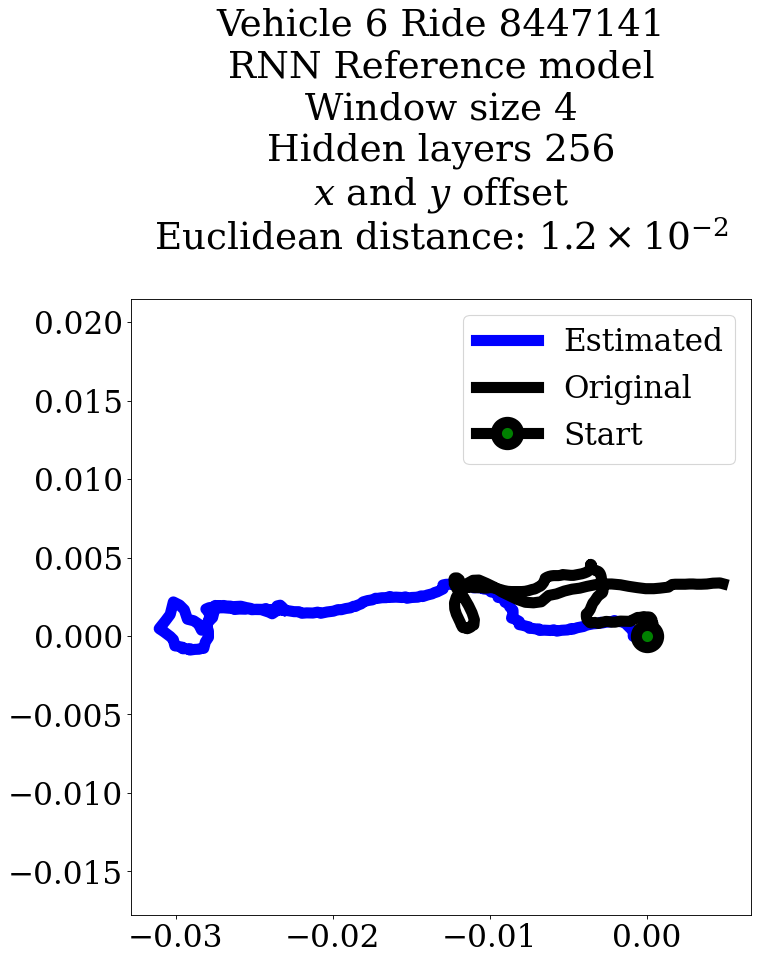 Vehicle 6 Ride 8447141
RNN Reference model
Window size 4
Hidden layers 256
x and y offset
Euclidean distance: 1.2 × 10⁻²
Estimated
Original
Start
0.020
0.015
0.010
0.005
0.000
−0.005
−0.010
−0.015
−0.03 −0.02 −0.01 0.00